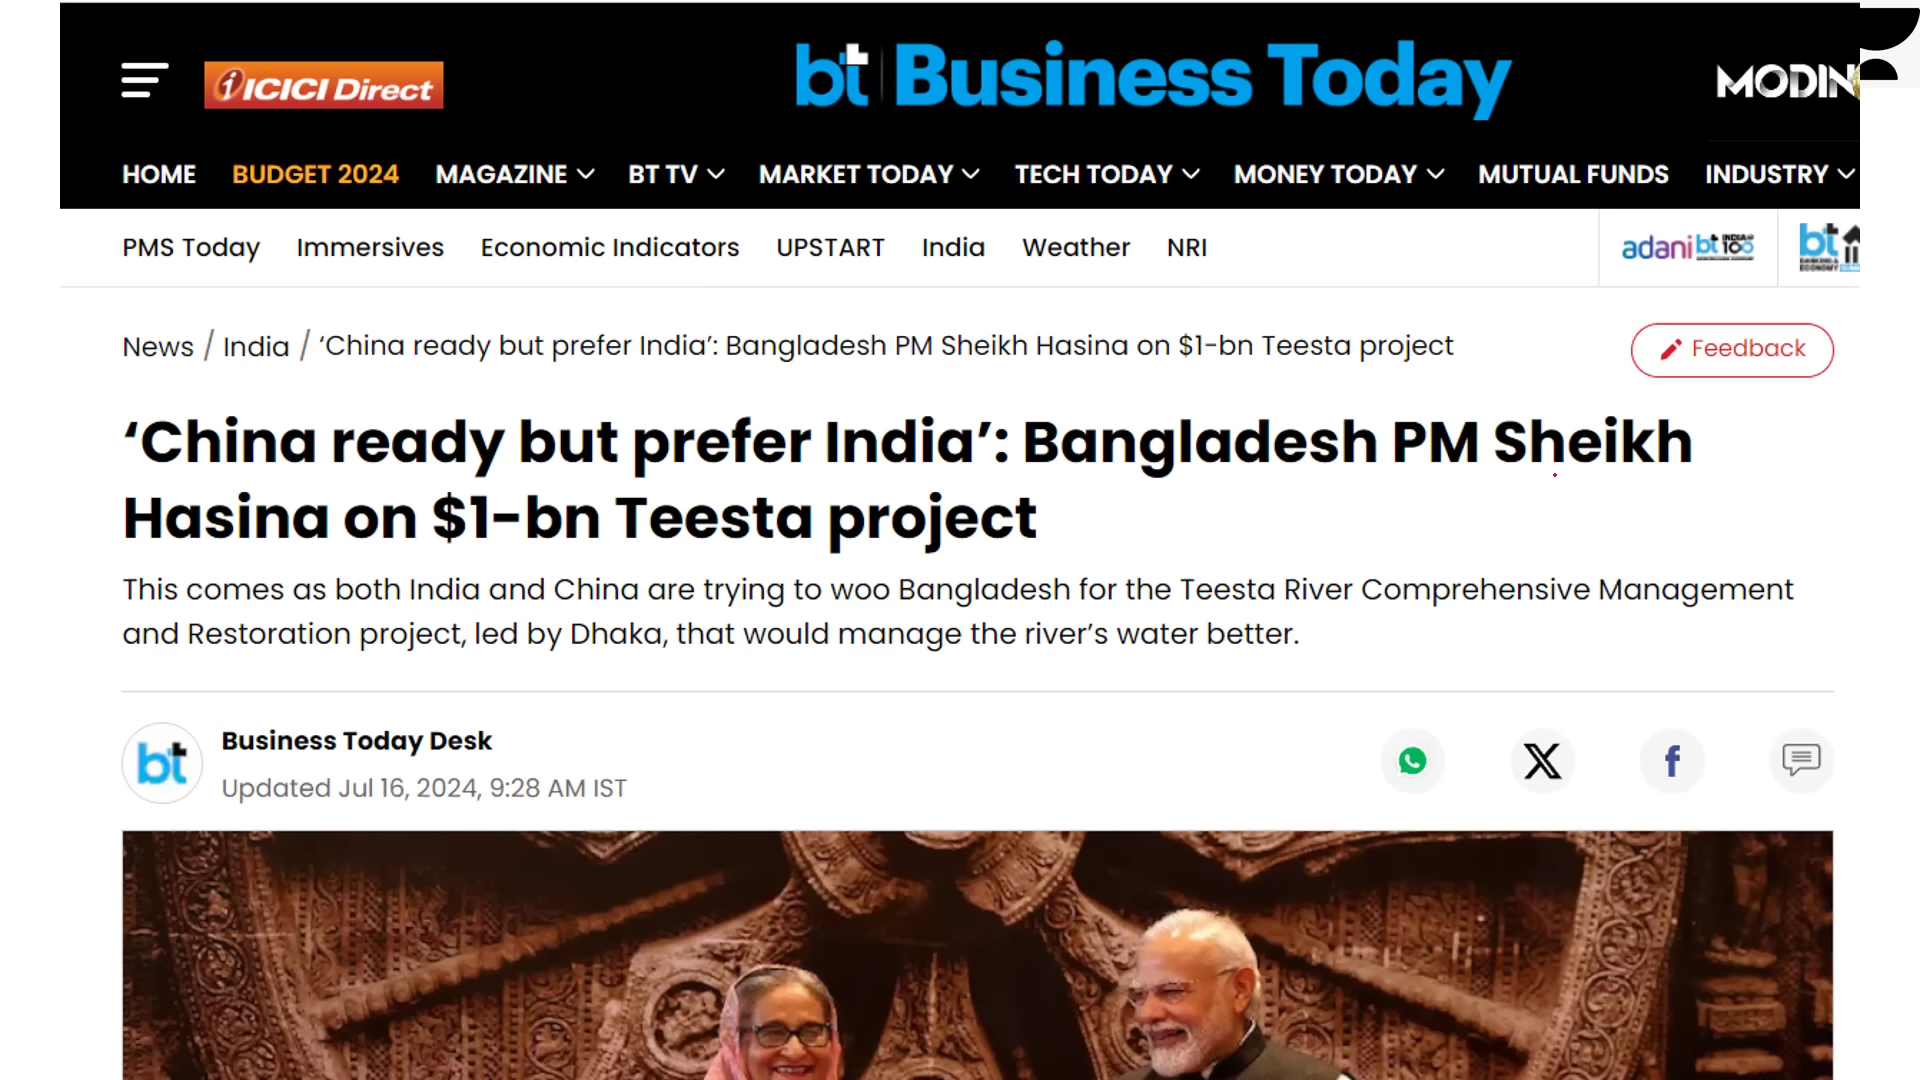 ICICI Direct
bt Business Today
HOME BUDGET 2024 MAGAZINE BT TV MARKET TODAY TECH TODAY MONEY TODAY MUTUAL FUNDS INDUSTRY
PMS Today Immersives Economic Indicators UPSTART India Weather NRI adani bt INDIA@ 100 bt
News / India / ‘China ready but prefer India’: Bangladesh PM Sheikh Hasina on $1-bn Teesta project
Feedback
‘China ready but prefer India’: Bangladesh PM Sheikh
Hasina on $1-bn Teesta project
This comes as both India and China are trying to woo Bangladesh for the Teesta River Comprehensive Management
and Restoration project, led by Dhaka, that would manage the river’s water better.
bt
Business Today Desk
Updated Jul 16, 2024, 9:28 AM IST